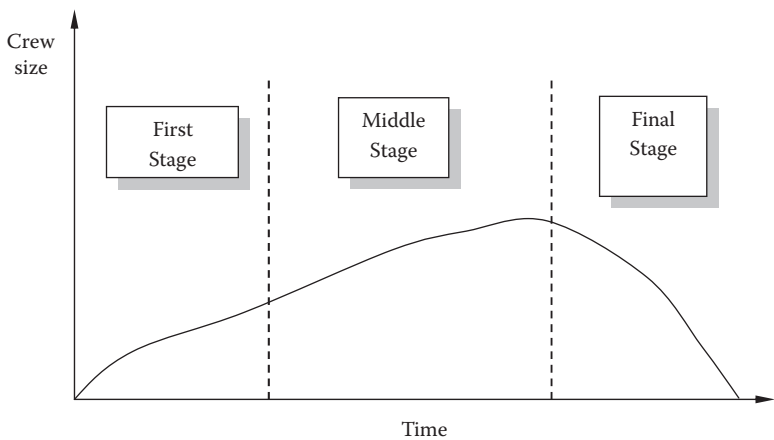 Crew
size
First
Stage
Middle
Stage
Final
Stage
Time